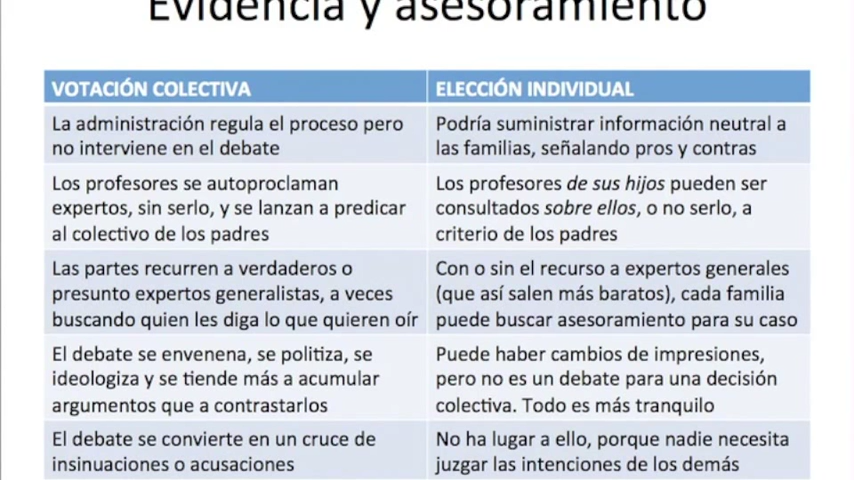 Evidencia y asesoramiento
VOTACIÓN COLECTIVA
ELECCIÓN INDIVIDUAL
La administración regula el proceso pero
no interviene en el debate
Podría suministrar información neutral a
las familias, señalando pros y contras
Los profesores se autoproclaman
expertos, sin serlo, y se lanzan a predicar
al colectivo de los padres
Los profesores de sus hijos pueden ser
consultados sobre ellos, o no serlo, a
criterio de los padres
Las partes recurren a verdaderos o
presunto expertos generalistas, a veces
buscando quien les diga lo que quieren oír
Con o sin el recurso a expertos generales
(que así salen más baratos), cada familia
puede buscar asesoramiento para su caso
El debate se envenena, se politiza, se
ideologiza y se tiende más a acumular
argumentos que a contrastarlos
Puede haber cambios de impresiones,
pero no es un debate para una decisión
colectiva. Todo es más tranquilo
El debate se convierte en un cruce de
insinuaciones o acusaciones
No ha lugar a ello, porque nadie necesita
juzgar las intenciones de los demás